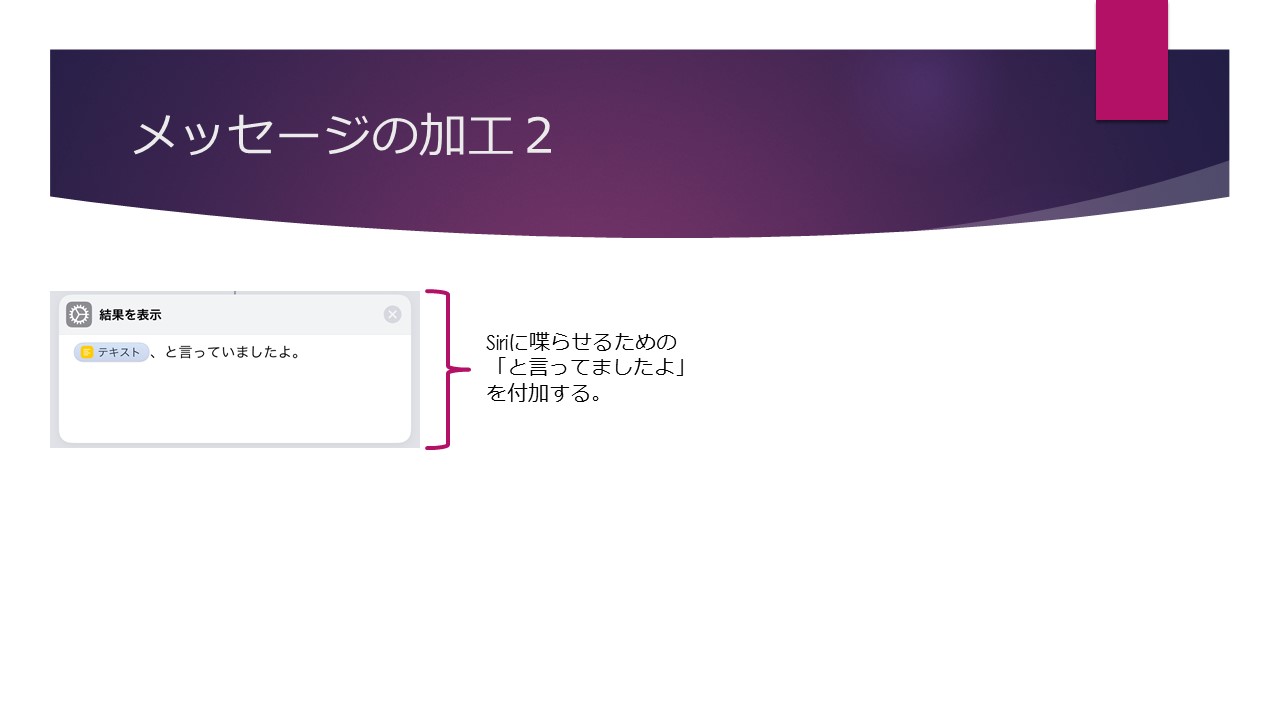 メッセージの加工２
結果を表示
テキスト、と言っていましたよ。
Siriに喋らせるための
「と言ってましたよ」
を付加する。